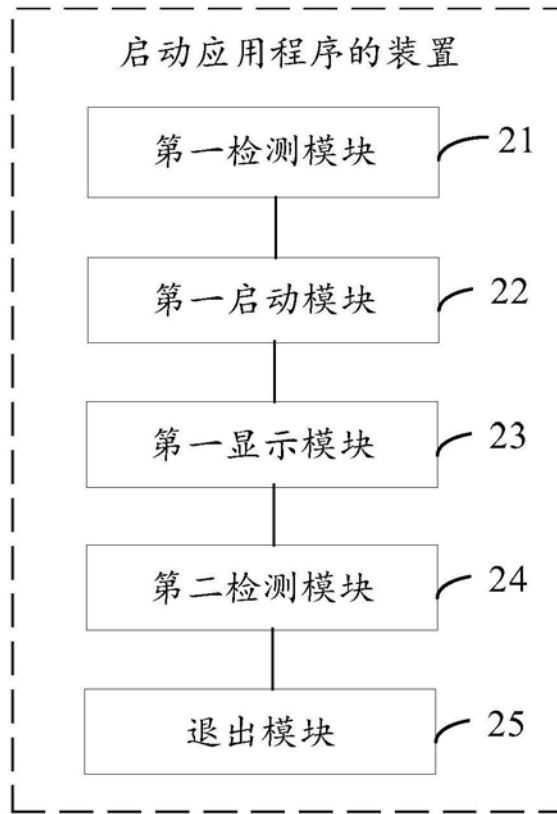 启动应用程序的装置
第一检测模块 21
第一启动模块 22
第一显示模块 23
第二检测模块 24
退出模块 25